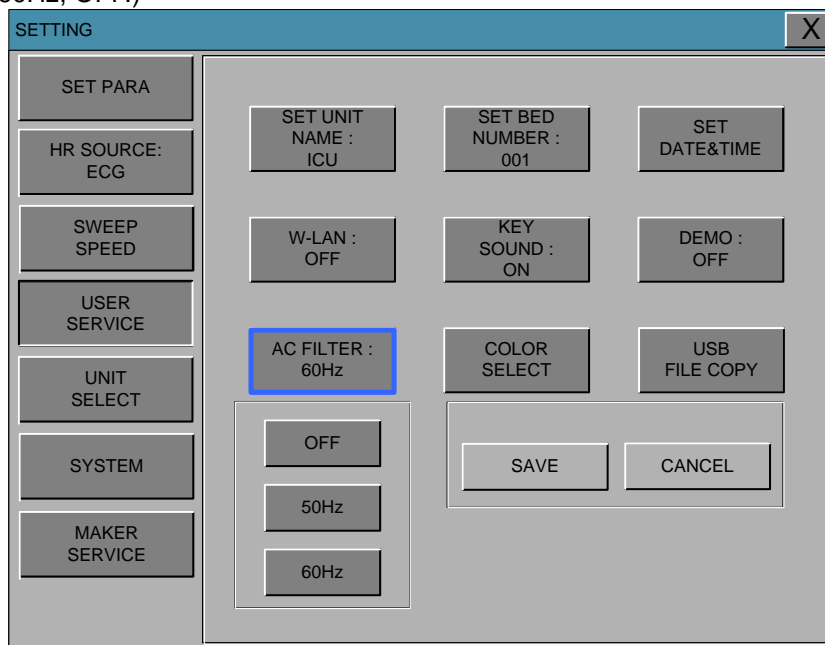 SETTING
X
SET PARA
HR SOURCE:
ECG
SWEEP
SPEED
USER
SERVICE
UNIT
SELECT
SYSTEM
MAKER
SERVICE
SET UNIT
NAME :
ICU
SET BED
NUMBER :
001
SET
DATE&TIME
W-LAN :
OFF
KEY
SOUND :
ON
DEMO :
OFF
AC FILTER :
60Hz
COLOR
SELECT
USB
FILE COPY
OFF
50Hz
60Hz
SAVE
CANCEL